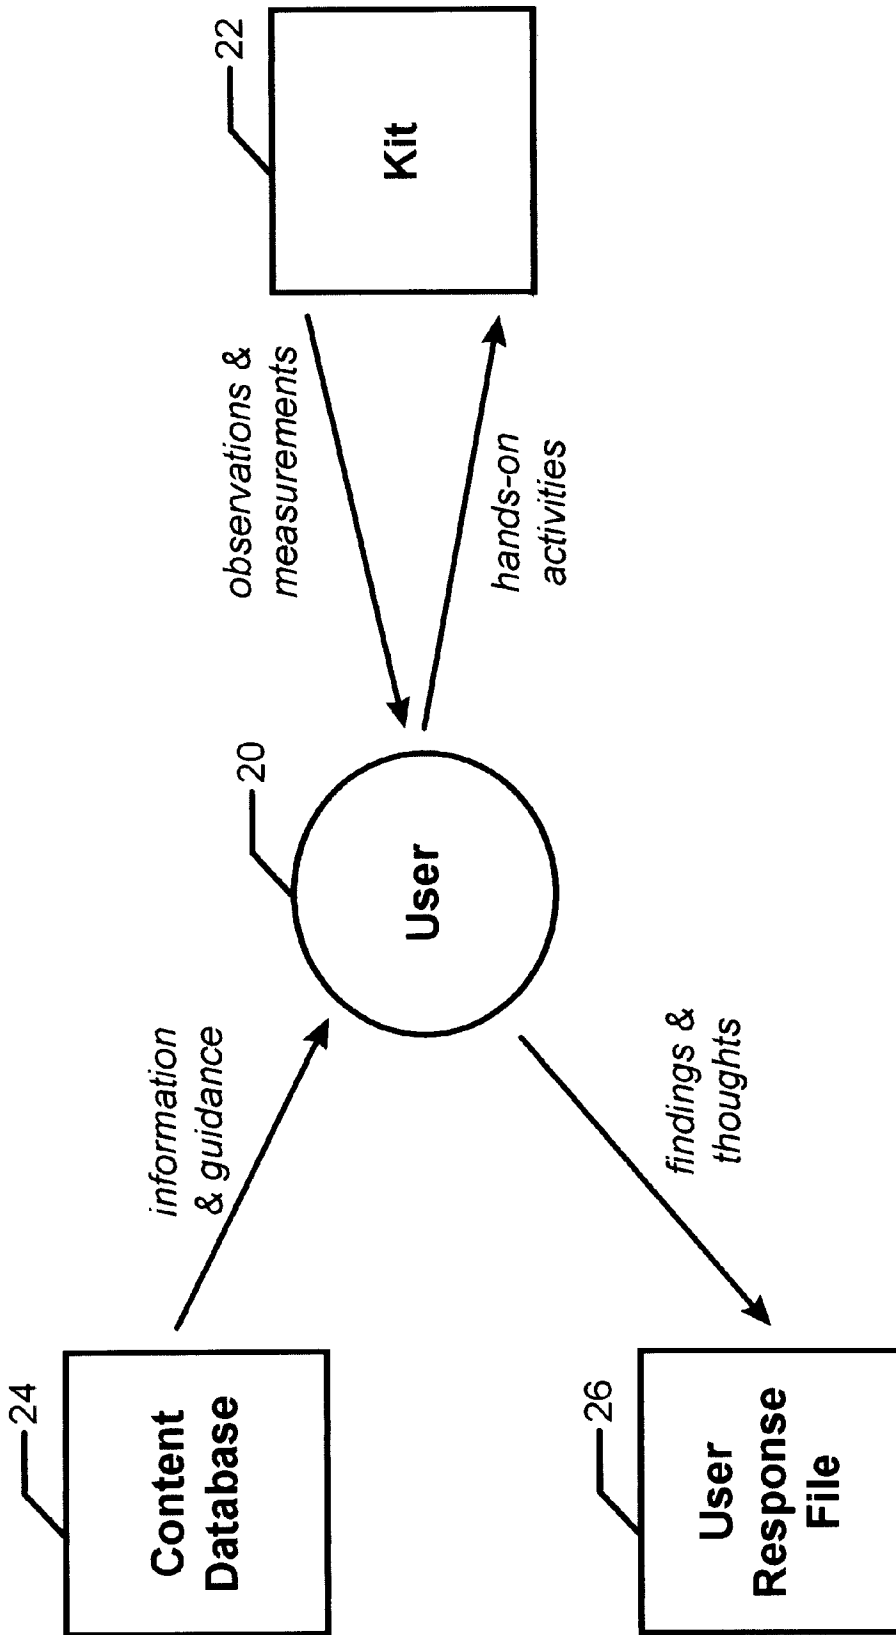 24
Content
Database
information
& guidance
20
User
observations &
measurements
22
Kit
hands-on
activities
findings &
thoughts
26
User
Response
File